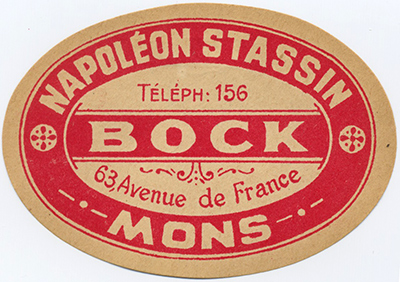 NAPOLÉON STASSIN
TÉLÉPH: 156
BOCK
63, Avenue de France
MONS